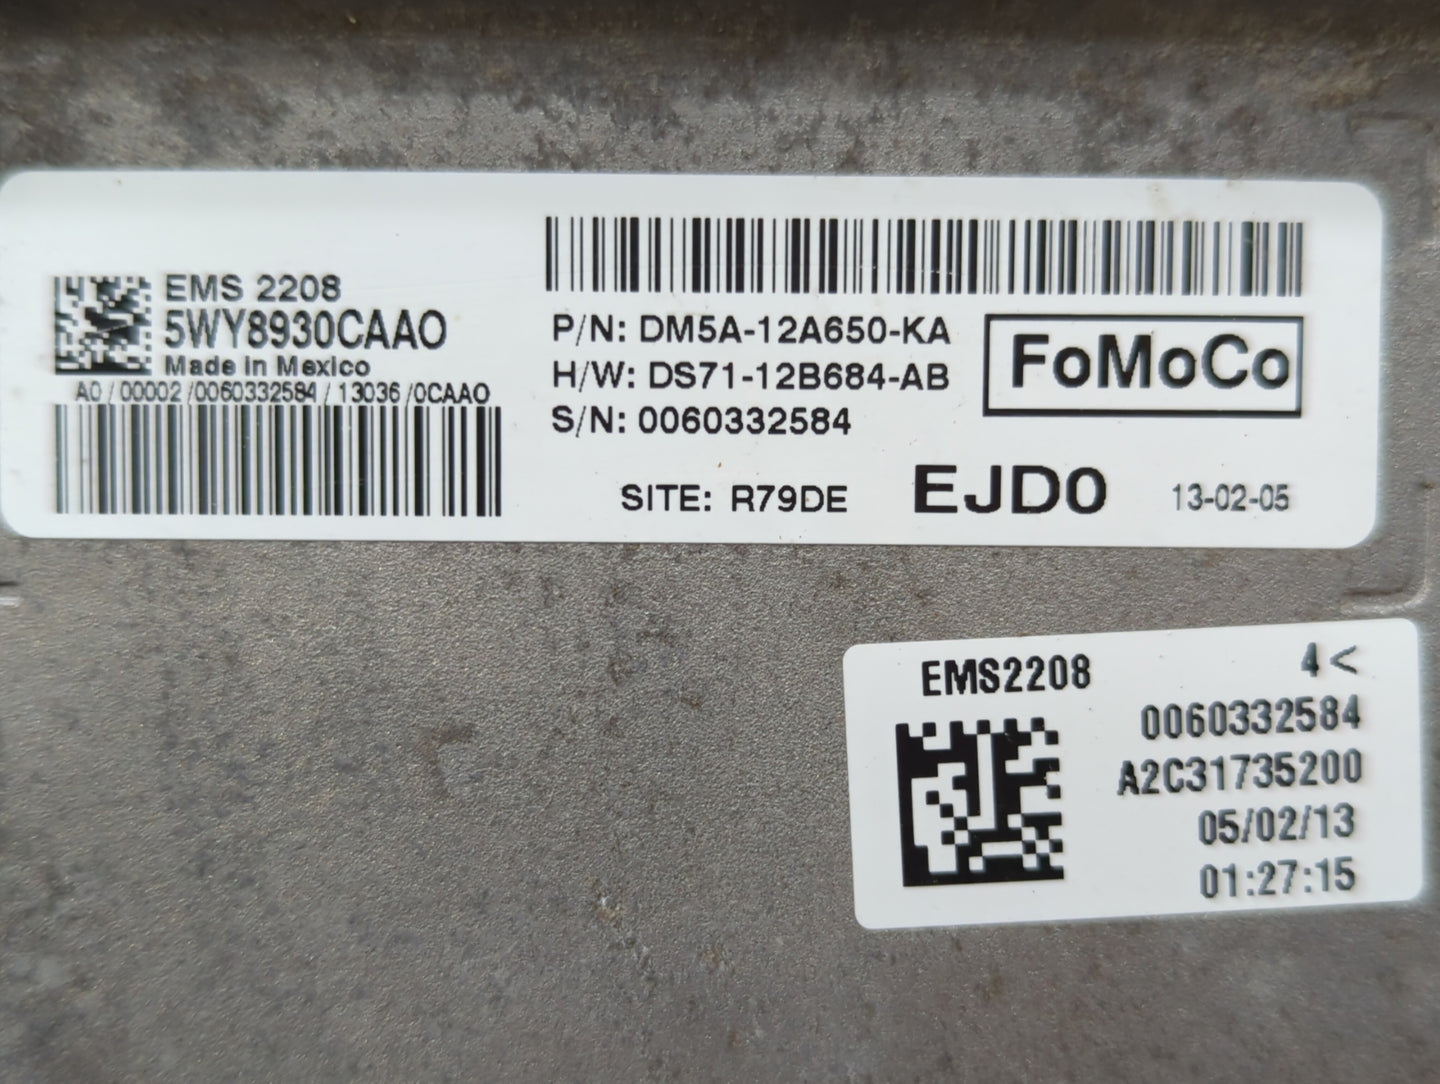 EMS 2208
5WY8930CAAO
Made in Mexico
A0 / 00002 /0060332584 / 13036 /0CAAO
P/N: DM5A-12A650-KA
H/W: DS71-12B684-AB
S/N: 0060332584
FoMoCo
SITE: R79DE EJD0 13-02-05
EMS2208 4<
0060332584
A2C31735200
05/02/13
01:27:15